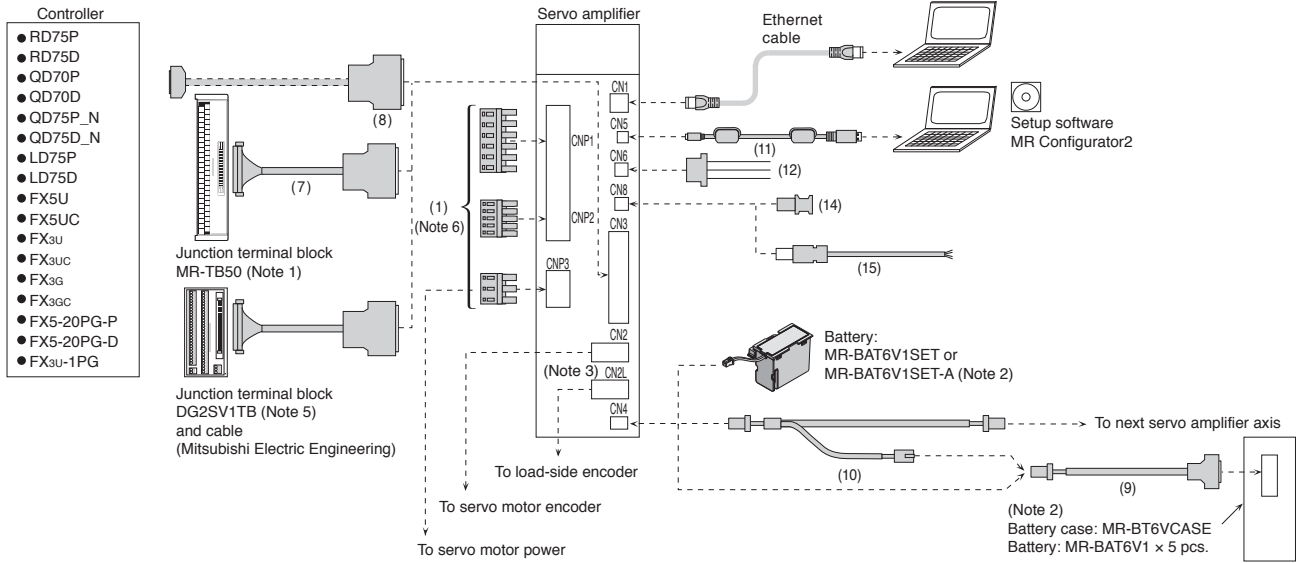 Controller
● RD75P
● RD75D
● QD70P
● QD70D
● QD75P_N
● QD75D_N
● LD75P
● LD75D
● FX5U
● FX5UC
● FX3U
● FX3UC
● FX3G
● FX3GC
● FX5-20PG-P
● FX5-20PG-D
● FX3U-1PG
(8)
(7)
Junction terminal block
MR-TB50 (Note 1)
Junction terminal block
DG2SV1TB (Note 5)
and cable
(Mitsubishi Electric Engineering)
(1)
(Note 6)
Servo amplifier
CN1
CN5
CNP1
CN6
CN8
CNP2
CN3
CNP3
CN2
(Note 3)
CN2L
CN4
To load-side encoder
To servo motor encoder
To servo motor power
Ethernet
cable
(11)
Setup software
MR Configurator2
(12)
(14)
(15)
Battery:
MR-BAT6V1SET or
MR-BAT6V1SET-A (Note 2)
To next servo amplifier axis
(10)
(9)
(Note 2)
Battery case: MR-BT6VCASE
Battery: MR-BAT6V1 × 5 pcs.